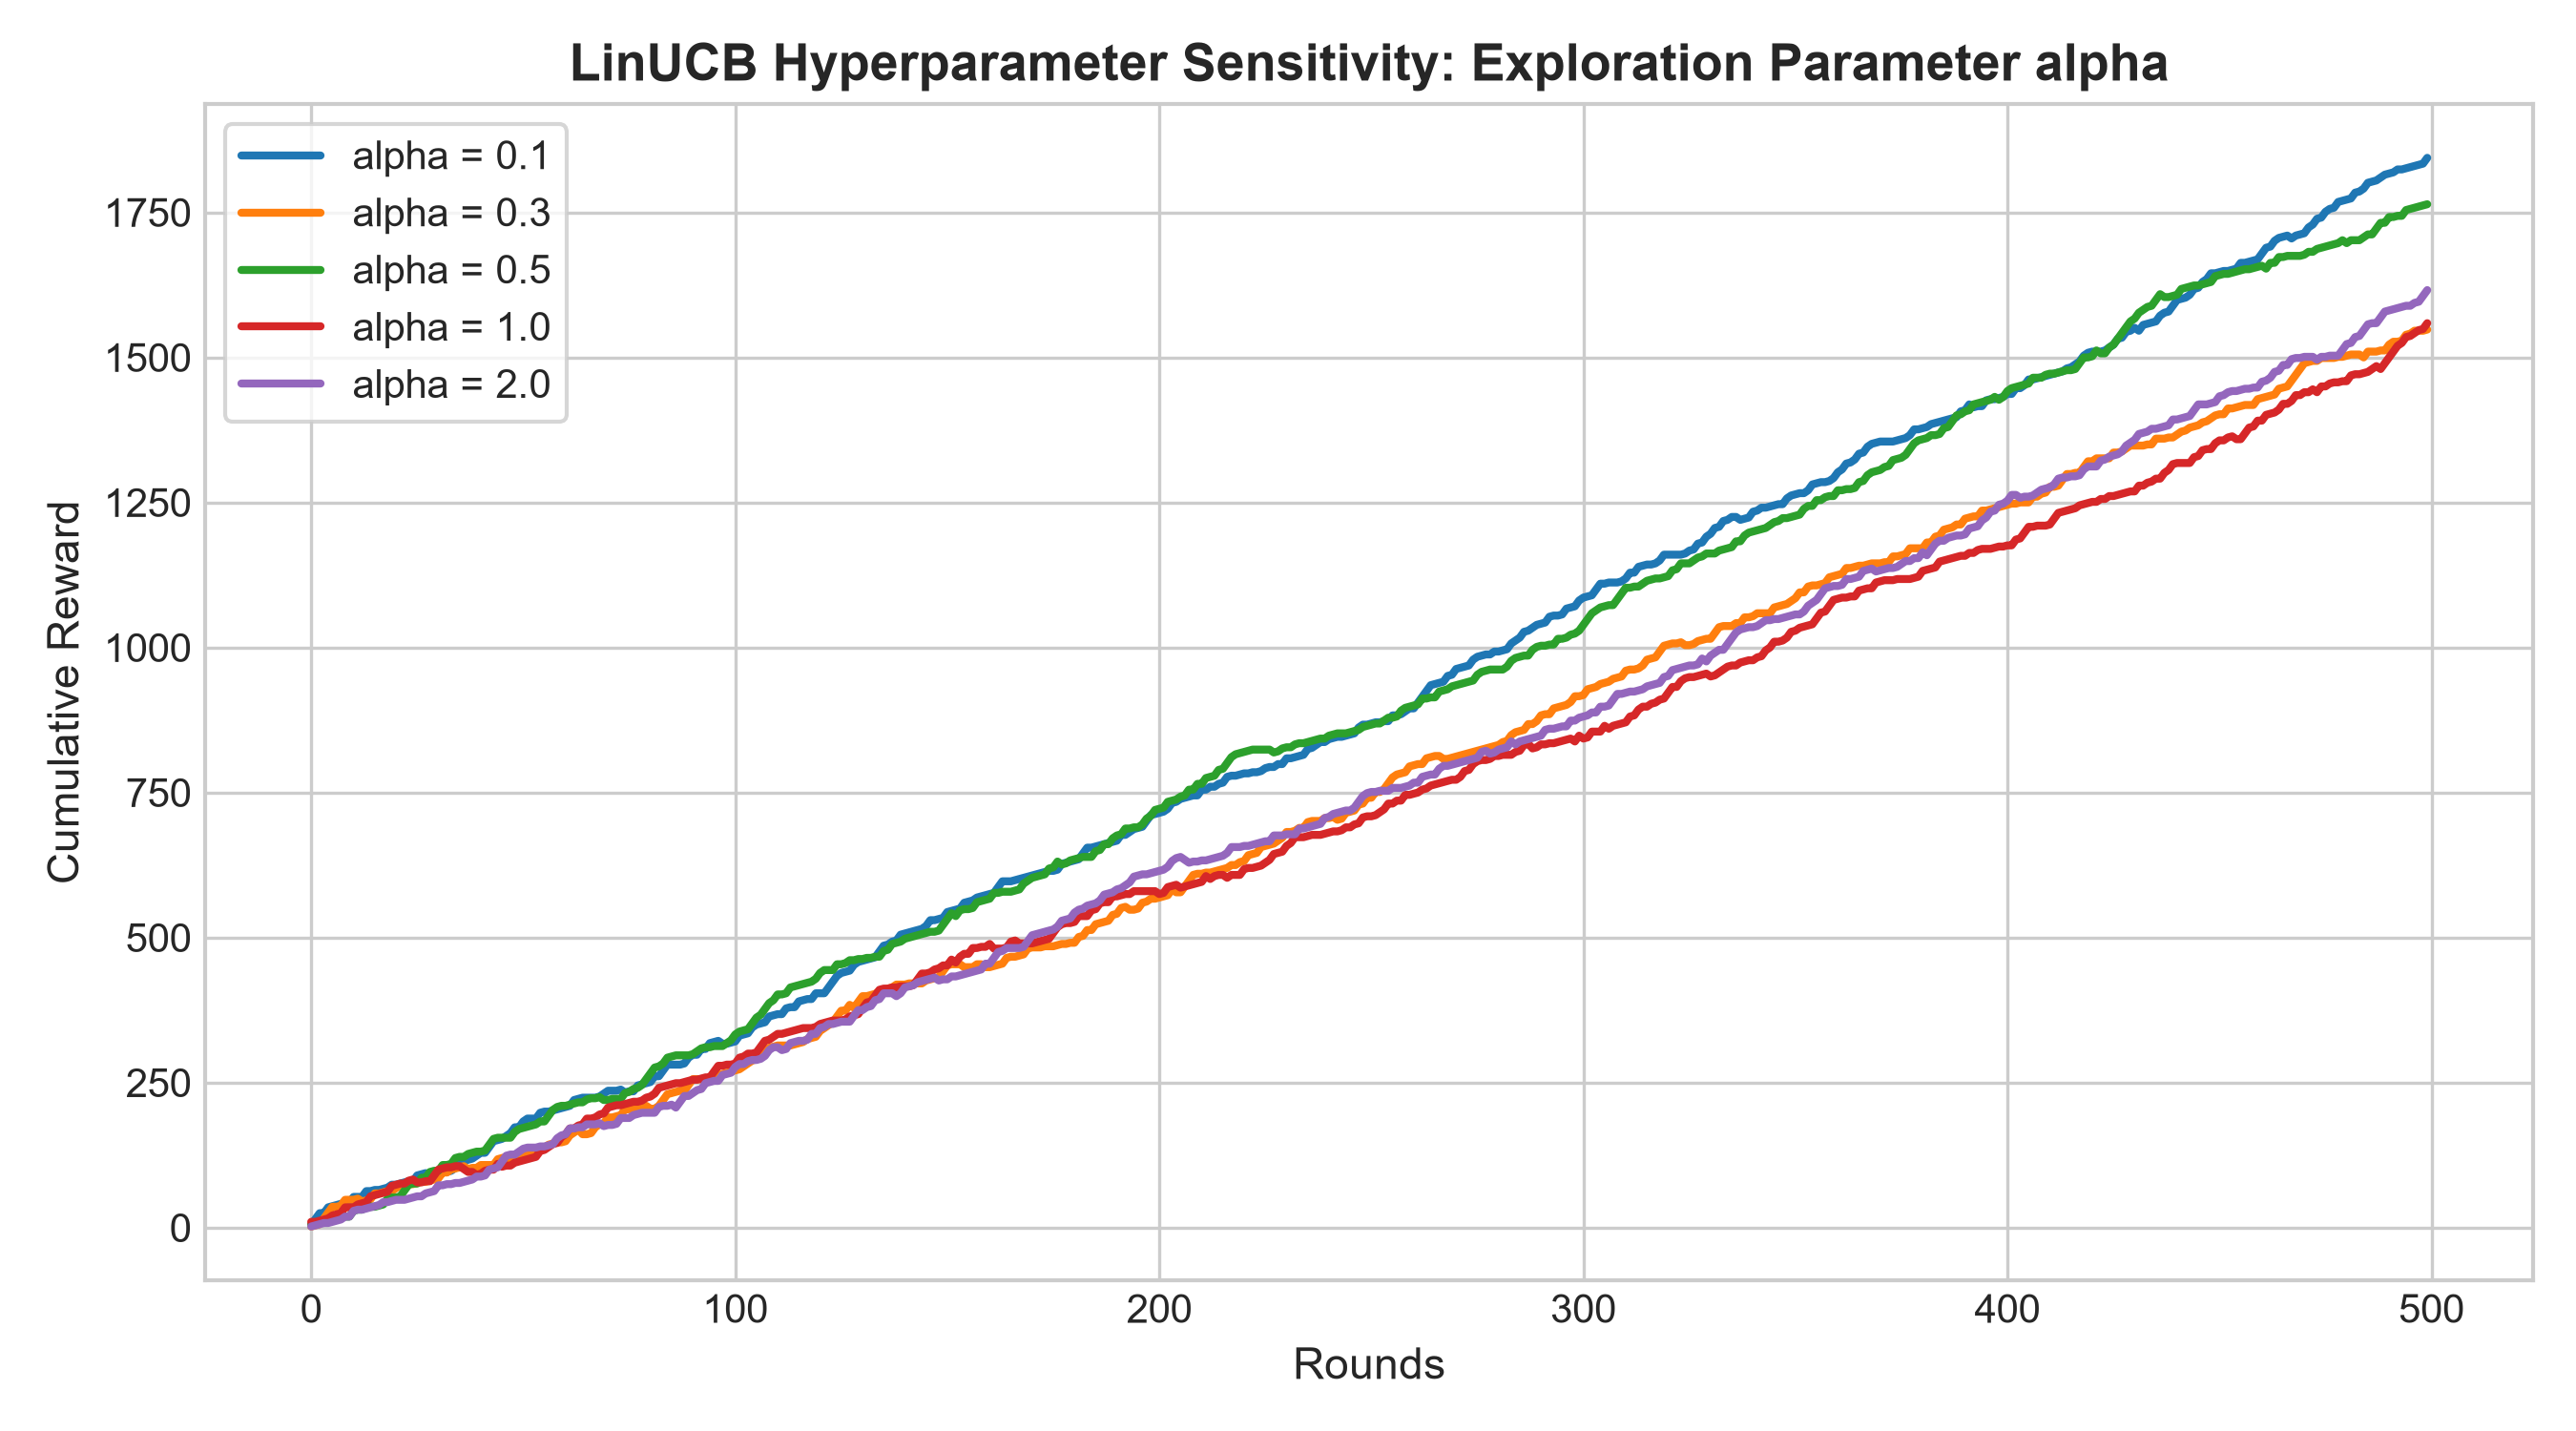 LinUCB Hyperparameter Sensitivity: Exploration Parameter alpha
alpha = 0.1
alpha = 0.3
alpha = 0.5
alpha = 1.0
alpha = 2.0
Cumulative Reward
1750
1500
1250
1000
750
500
250
0
0 100 200 300 400 500
Rounds